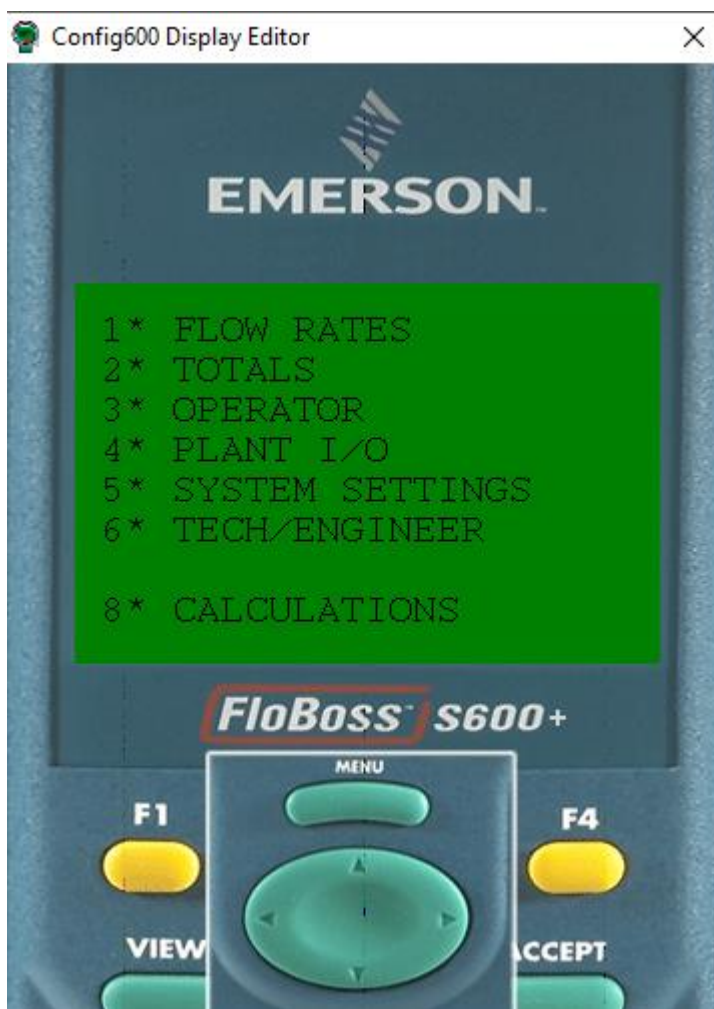 Config600 Display Editor
EMERSON
1* FLOW RATES
2* TOTALS
3* OPERATOR
4* PLANT I/O
5* SYSTEM SETTINGS
6* TECH/ENGINEER
8* CALCULATIONS
FloBoss™ S600+
MENU
F1
F4
VIEW
ACCEPT